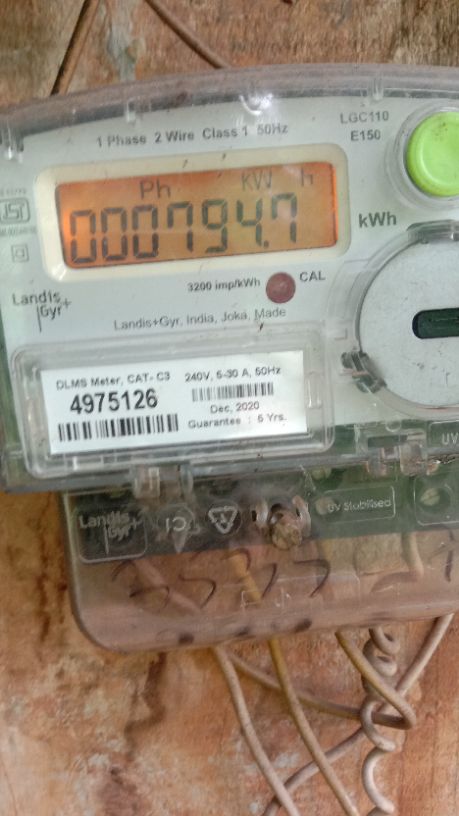 LGC110
1 Phase 2 Wire Class 1 50Hz
E150
Ph KW h
0000794.7
kWh
3200 imp/kWh
CAL
Landis
Gyr+
Landis+Gyr, India, Joka, Made
DLMS Meter, CAT- C3
240V, 5-30 A, 50Hz
4975126
Dec, 2020
Guarantee : 5 Yrs.
UV
Landis
Gyr+
UV Stabilised